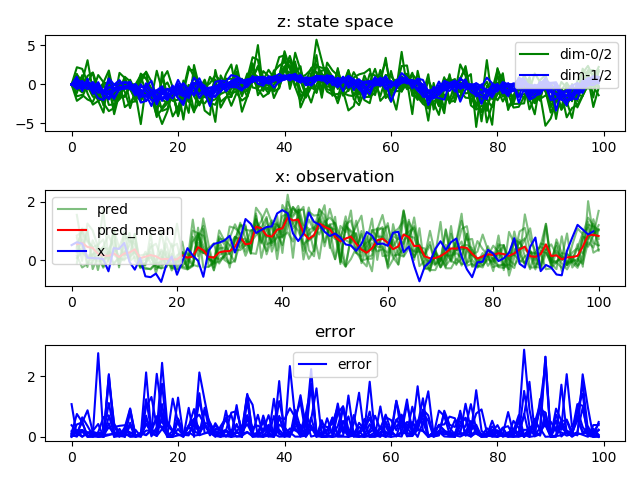 z: state space
5
0
−5
dim-0/2
dim-1/2
0 20 40 60 80 100
x: observation
2
0
pred
pred_mean
x
0 20 40 60 80 100
error
2
0
error
0 20 40 60 80 100